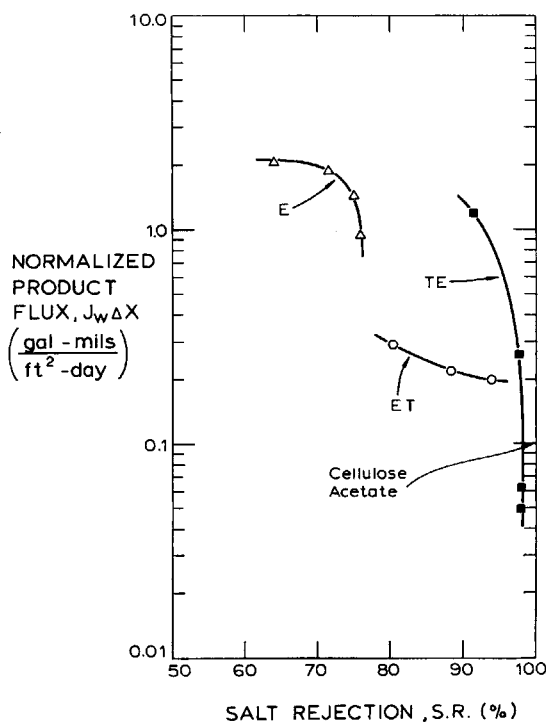 10.0
1.0
0.1
0.01
NORMALIZED
PRODUCT
FLUX, J_W ΔX
(gal-mils
ft²-day)
E
TE
ET
Cellulose
Acetate
50 60 70 80 90 100
SALT REJECTION, S.R. (%)